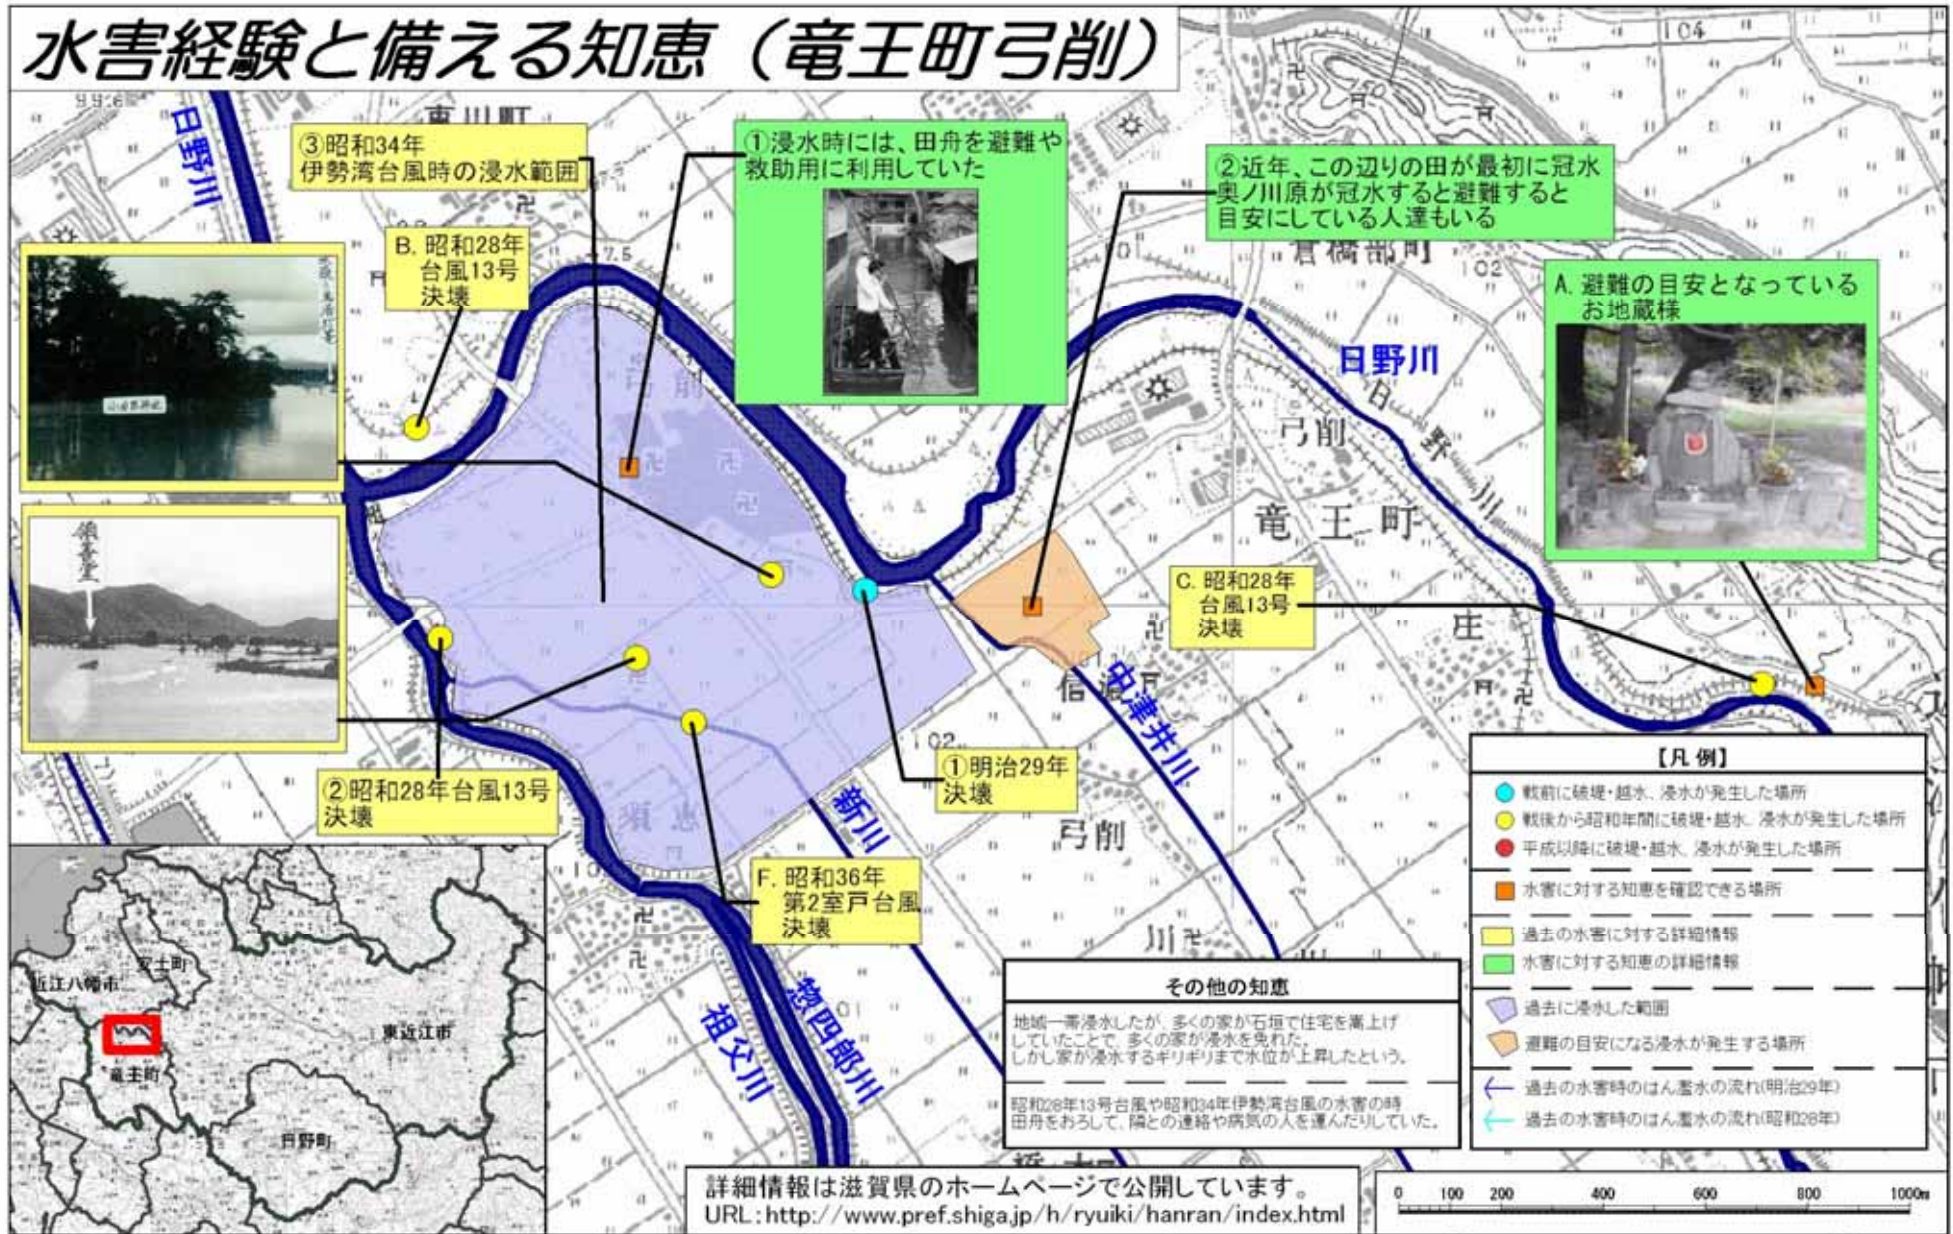 水害経験と備える知恵（竜王町弓削）
日野川
東川町
③昭和34年
伊勢湾台風時の浸水範囲
①浸水時には、田舟を避難や
救助用に利用していた
②近年、この辺りの田が最初に冠水
奥ノ川原が冠水すると避難すると
目安にしている人達もいる
104
倉橋部町
102
101
97.5
B. 昭和28年
台風13号
決壊
A. 避難の目安となっている
お地蔵様
日野川
日野川
弓削
弓削
竜王町
C. 昭和28年
台風13号
決壊
庄
中津井川
102
①明治29年
決壊
②昭和28年台風13号
決壊
新川
弓削
須恵
F. 昭和36年
第2室戸台風
決壊
川
惣四郎川
祖父川
【凡 例】
戦前に破堤・越水、浸水が発生した場所
戦後から昭和年間に破堤・越水、浸水が発生した場所
平成以降に破堤・越水、浸水が発生した場所
水害に対する知恵を確認できる場所
過去の水害に対する詳細情報
水害に対する知恵の詳細情報
過去に浸水した範囲
避難の目安になる浸水が発生する場所
過去の水害時のはん濫水の流れ(明治29年)
過去の水害時のはん濫水の流れ(昭和28年)
その他の知恵
地域一帯浸水したが、多くの家が石垣で住宅を嵩上げ
していたことで、多くの家が浸水を免れた。
しかし家が浸水するギリギリまで水位が上昇したという。
昭和28年13号台風や昭和34年伊勢湾台風の水害の時
田舟をおろして、隣との連絡や病気の人を運んだりしていた。
近江八幡市
安土町
東近江市
竜王町
日野町
詳細情報は滋賀県のホームページで公開しています。
URL:http://www.pref.shiga.jp/h/ryuiki/hanran/index.html
0 100 200 400 600 800 1000m